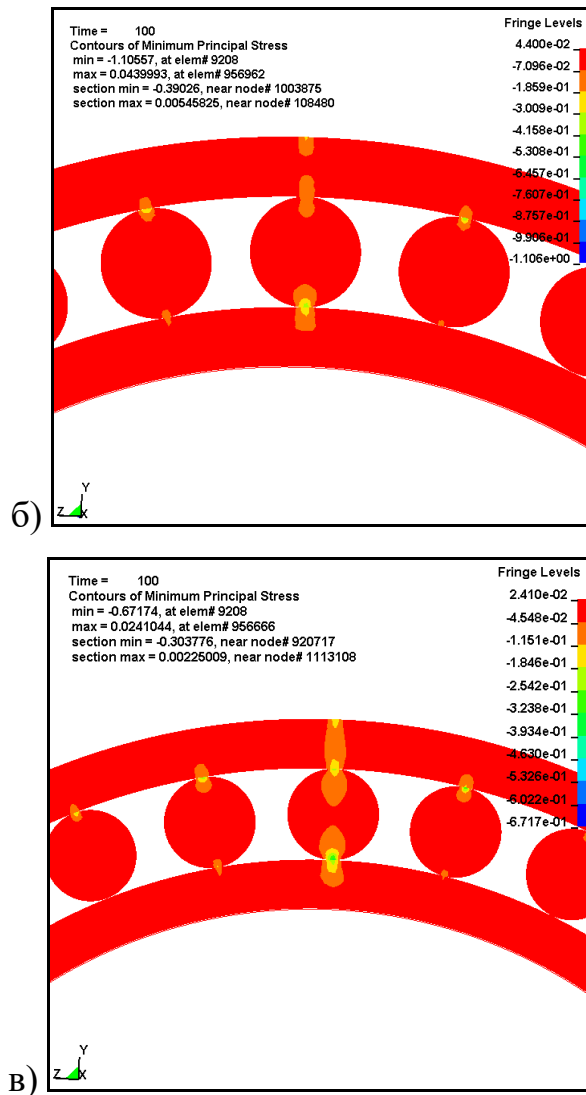 Time = 100
Contours of Minimum Principal Stress
min = -1.10557, at elem# 9208
max = 0.0439993, at elem# 956962
section min = -0.39026, near node# 1003875
section max = 0.00545825, near node# 108480
Fringe Levels
4.400e-02
-7.096e-02
-1.859e-01
-3.009e-01
-4.158e-01
-5.308e-01
-6.457e-01
-7.607e-01
-8.757e-01
-9.906e-01
-1.106e+00
Y
Z X
б)
Time = 100
Contours of Minimum Principal Stress
min = -0.67174, at elem# 9208
max = 0.0241044, at elem# 956666
section min = -0.303776, near node# 920717
section max = 0.00225009, near node# 1113108
Fringe Levels
2.410e-02
-4.548e-02
-1.151e-01
-1.846e-01
-2.542e-01
-3.238e-01
-3.934e-01
-4.630e-01
-5.326e-01
-6.022e-01
-6.717e-01
Y
Z X
в)